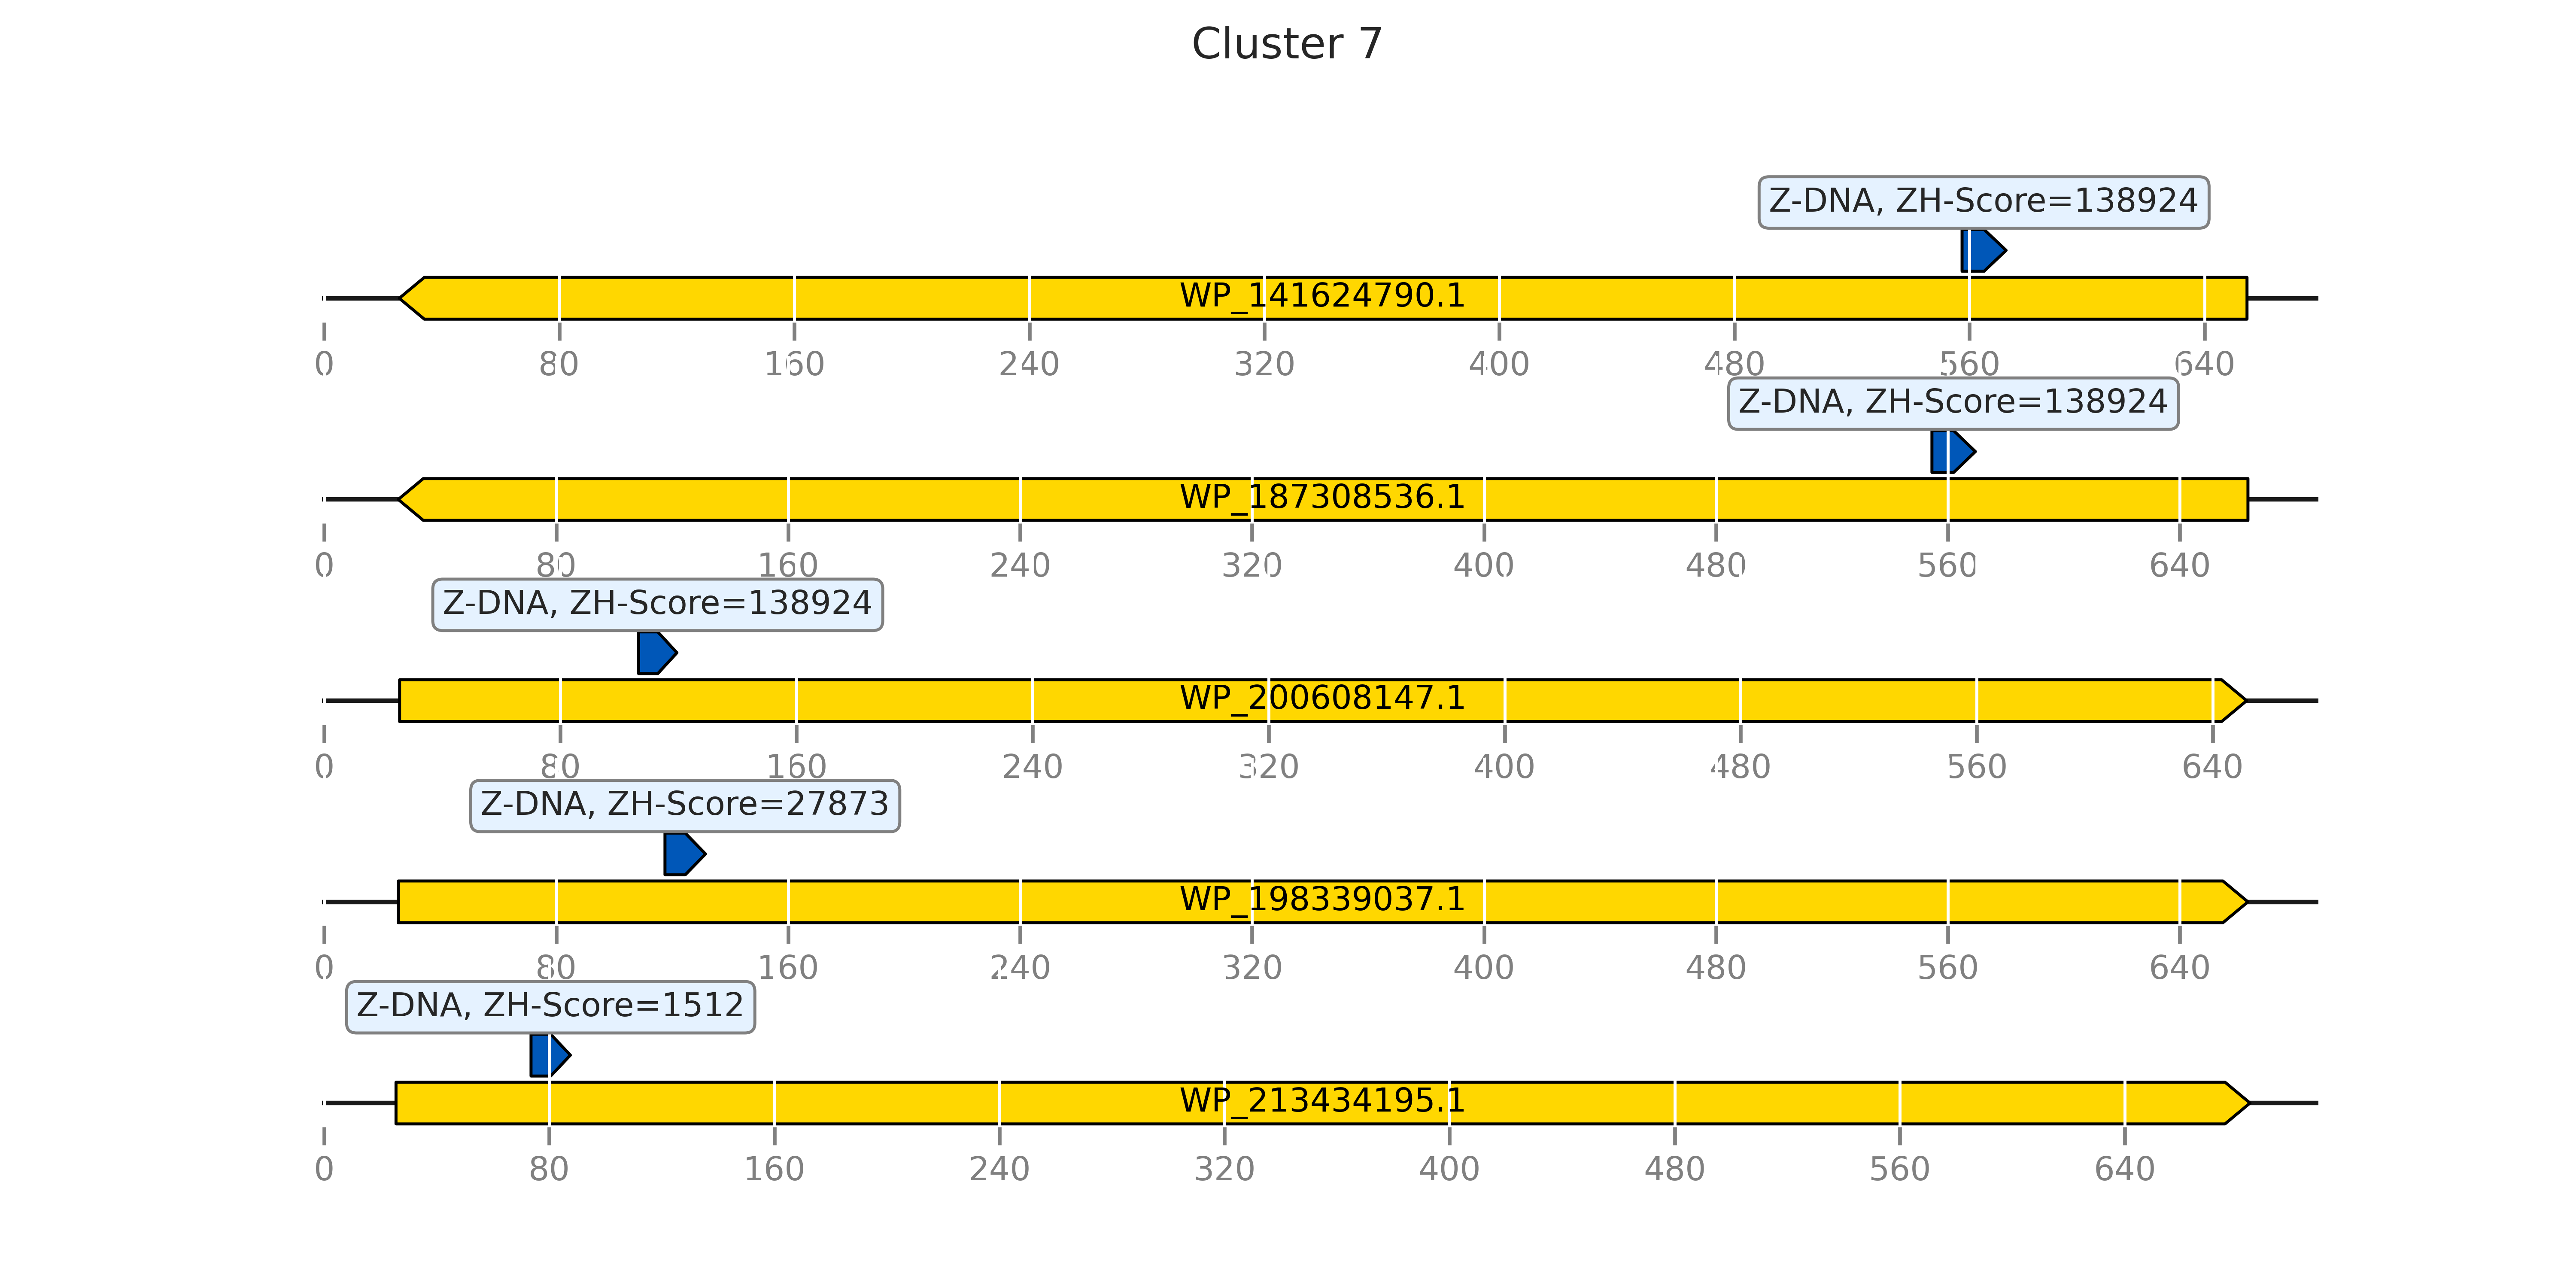 Cluster 7
Z-DNA, ZH-Score=138924
WP_141624790.1
0 80 160 240 320 400 480 560 640
Z-DNA, ZH-Score=138924
WP_187308536.1
0 80 160 240 320 400 480 560 640
Z-DNA, ZH-Score=138924
WP_200608147.1
0 80 160 240 320 400 480 560 640
Z-DNA, ZH-Score=27873
WP_198339037.1
0 80 160 240 320 400 480 560 640
Z-DNA, ZH-Score=1512
WP_213434195.1
0 80 160 240 320 400 480 560 640